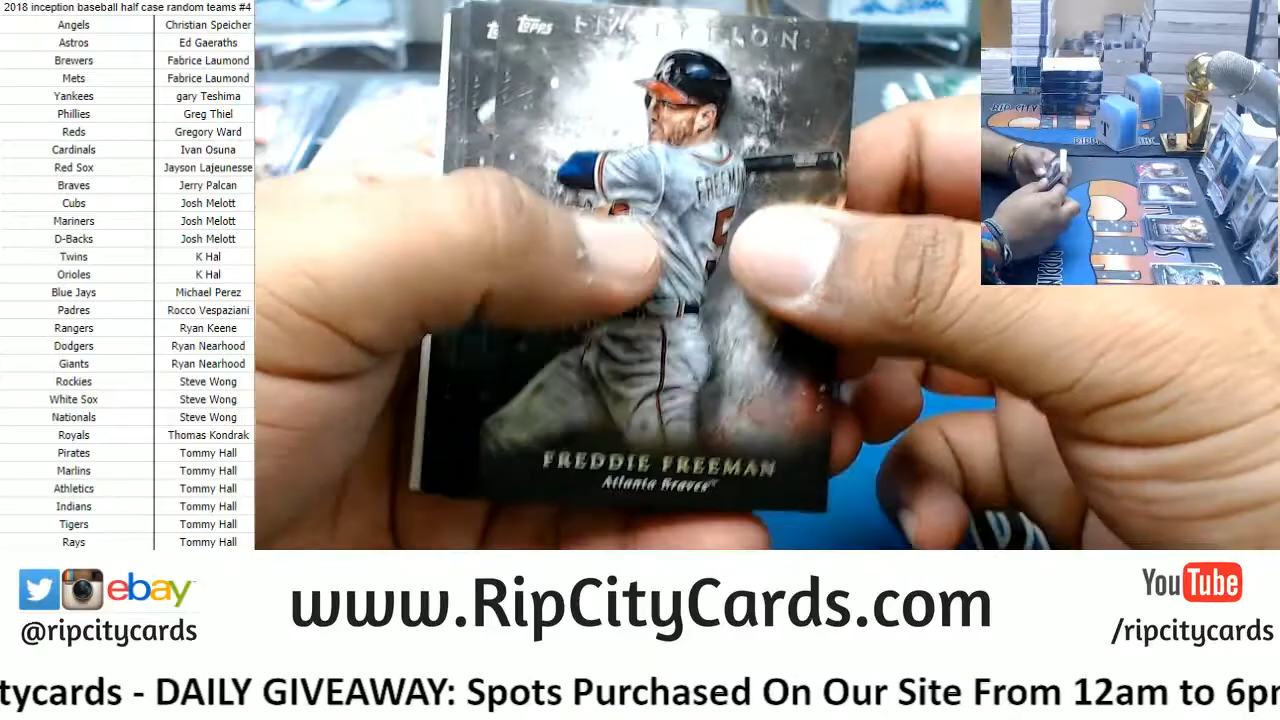 2018 inception baseball half case random teams #4
Angels Christian Speicher
Astros Ed Gaeraths
Brewers Fabrice Laumond
Mets Fabrice Laumond
Yankees gary Teshima
Phillies Greg Thiel
Reds Gregory Ward
Cardinals Ivan Osuna
Red Sox Jayson Lajeunesse
Braves Jerry Palcan
Cubs Josh Melott
Mariners Josh Melott
D-Backs Josh Melott
Twins K Hal
Orioles K Hal
Blue Jays Michael Perez
Padres Rocco Vespaziani
Rangers Ryan Keene
Dodgers Ryan Nearhood
Giants Ryan Nearhood
Rockies Steve Wong
White Sox Steve Wong
Nationals Steve Wong
Royals Thomas Kondrak
Pirates Tommy Hall
Marlins Tommy Hall
Athletics Tommy Hall
Indians Tommy Hall
Tigers Tommy Hall
Rays Tommy Hall
Topps
FREEM
5
FREDDIE FREEMAN
Atlanta Braves
RIP CITY
ebay
@ripcitycards
www.RipCityCards.com
YouTube
/ripcitycards
tycards - DAILY GIVEAWAY: Spots Purchased On Our Site From 12am to 6pm